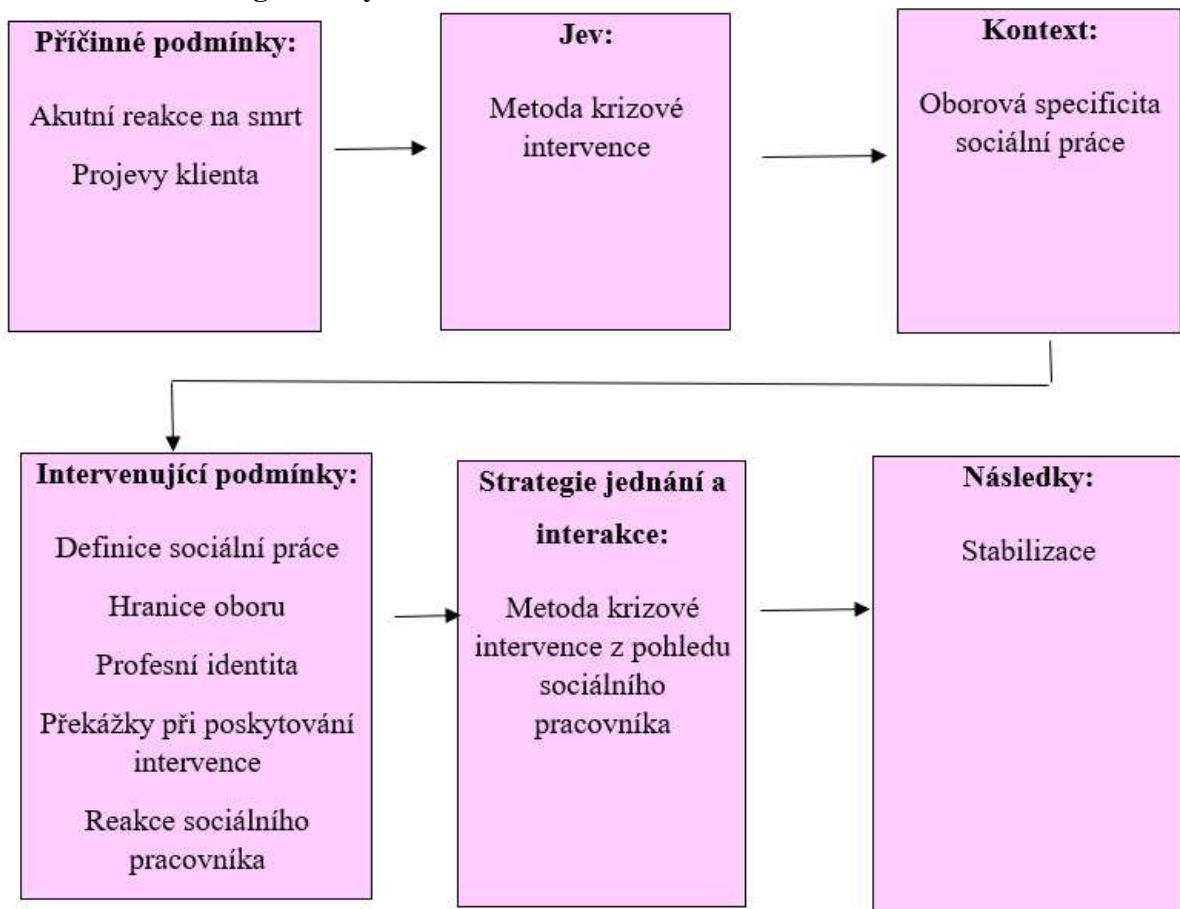 Příčinné podmínky:
Akutní reakce na smrt
Projevy klienta
Jev:
Metoda krizové
intervence
Kontext:
Oborová specificita
sociální práce
Intervenující podmínky:
Definice sociální práce
Hranice oboru
Profesní identita
Překážky při poskytování
intervence
Reakce sociálního
pracovníka
Strategie jednání a
interakce:
Metoda krizové
intervence z pohledu
sociálního
pracovníka
Následky:
Stabilizace